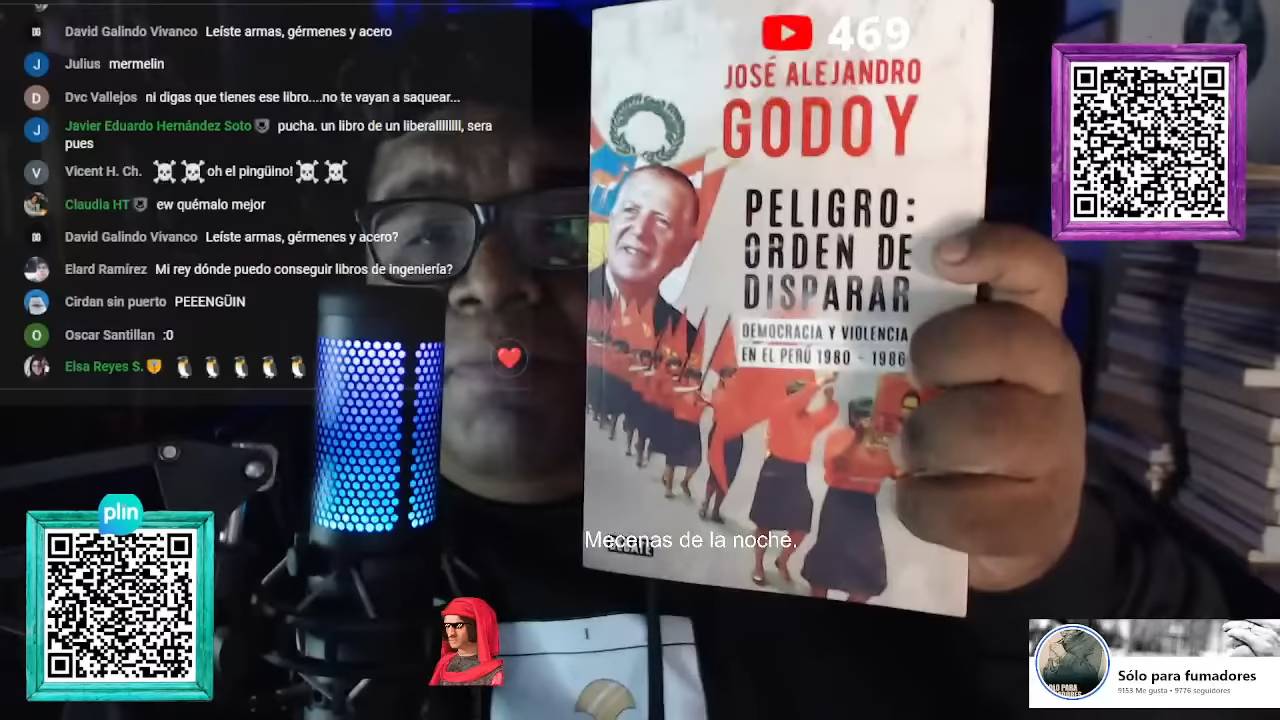 David Galindo Vivanco Leíste armas, gérmenes y acero
J Julius mermelin
D Dvc Vallejos ni digas que tienes ese libro....no te vayan a saquear...
J Javier Eduardo Hernández Soto pucha. un libro de un liberallllllll, sera
pues
V Vicent H. Ch. ☠️☠️oh el pingüino!☠️☠️
Claudia HT ew quémalo mejor
David Galindo Vivanco Leíste armas, gérmenes y acero?
Elard Ramírez Mi rey dónde puedo conseguir libros de ingeniería?
Cirdan sin puerto PEEENGÜIN
O Oscar Santillan :0
Elsa Reyes S. 🐧 🐧 🐧 🐧 🐧
469
JOSÉ ALEJANDRO
GODOY
PELIGRO:
ORDEN DE
DISPARAR
DEMOCRACIA Y VIOLENCIA
EN EL PERÚ 1980 - 1986
Mecenas de la noche.
DEBATE
plin
I
SOLO PARA
FUMADORES
Sólo para fumadores
9153 Me gusta • 9776 seguidores